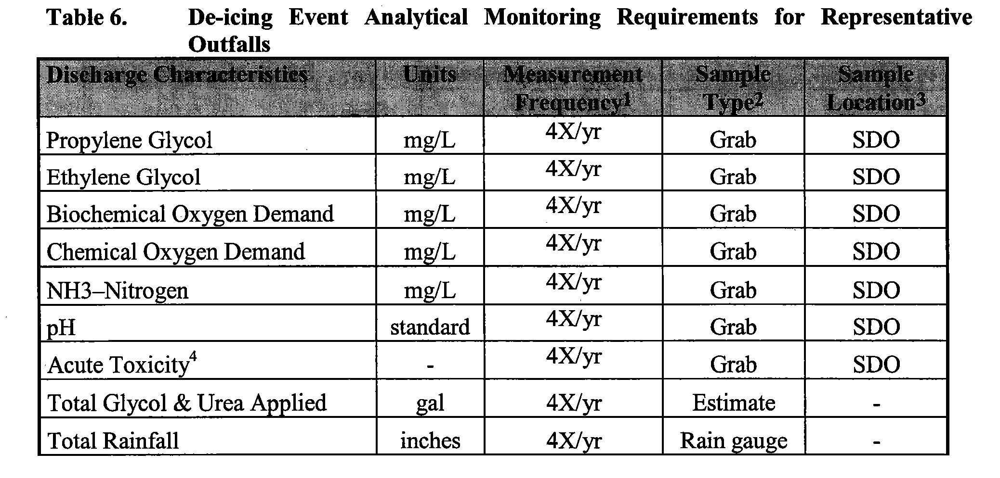 Table 6. De-icing Event Analytical Monitoring Requirements for Representative
Outfalls
Discharge Characteristics Units Measurement Frequency1 Sample Type2 Sample Location3
Propylene Glycol mg/L 4X/yr Grab SDO
Ethylene Glycol mg/L 4X/yr Grab SDO
Biochemical Oxygen Demand mg/L 4X/yr Grab SDO
Chemical Oxygen Demand mg/L 4X/yr Grab SDO
NH3–Nitrogen mg/L 4X/yr Grab SDO
pH standard 4X/yr Grab SDO
Acute Toxicity4 - 4X/yr Grab SDO
Total Glycol & Urea Applied gal 4X/yr Estimate -
Total Rainfall inches 4X/yr Rain gauge -